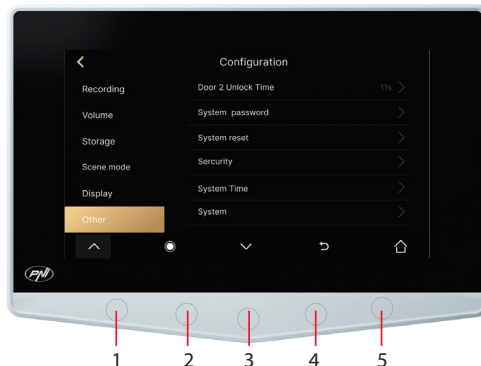 Configuration
Recording
Volume
Storage
Scene mode
Display
Other
Door 2 Unlock Time 11s
System password
System reset
Sercurity
System Time
System
PNI
1 2 3 4 5